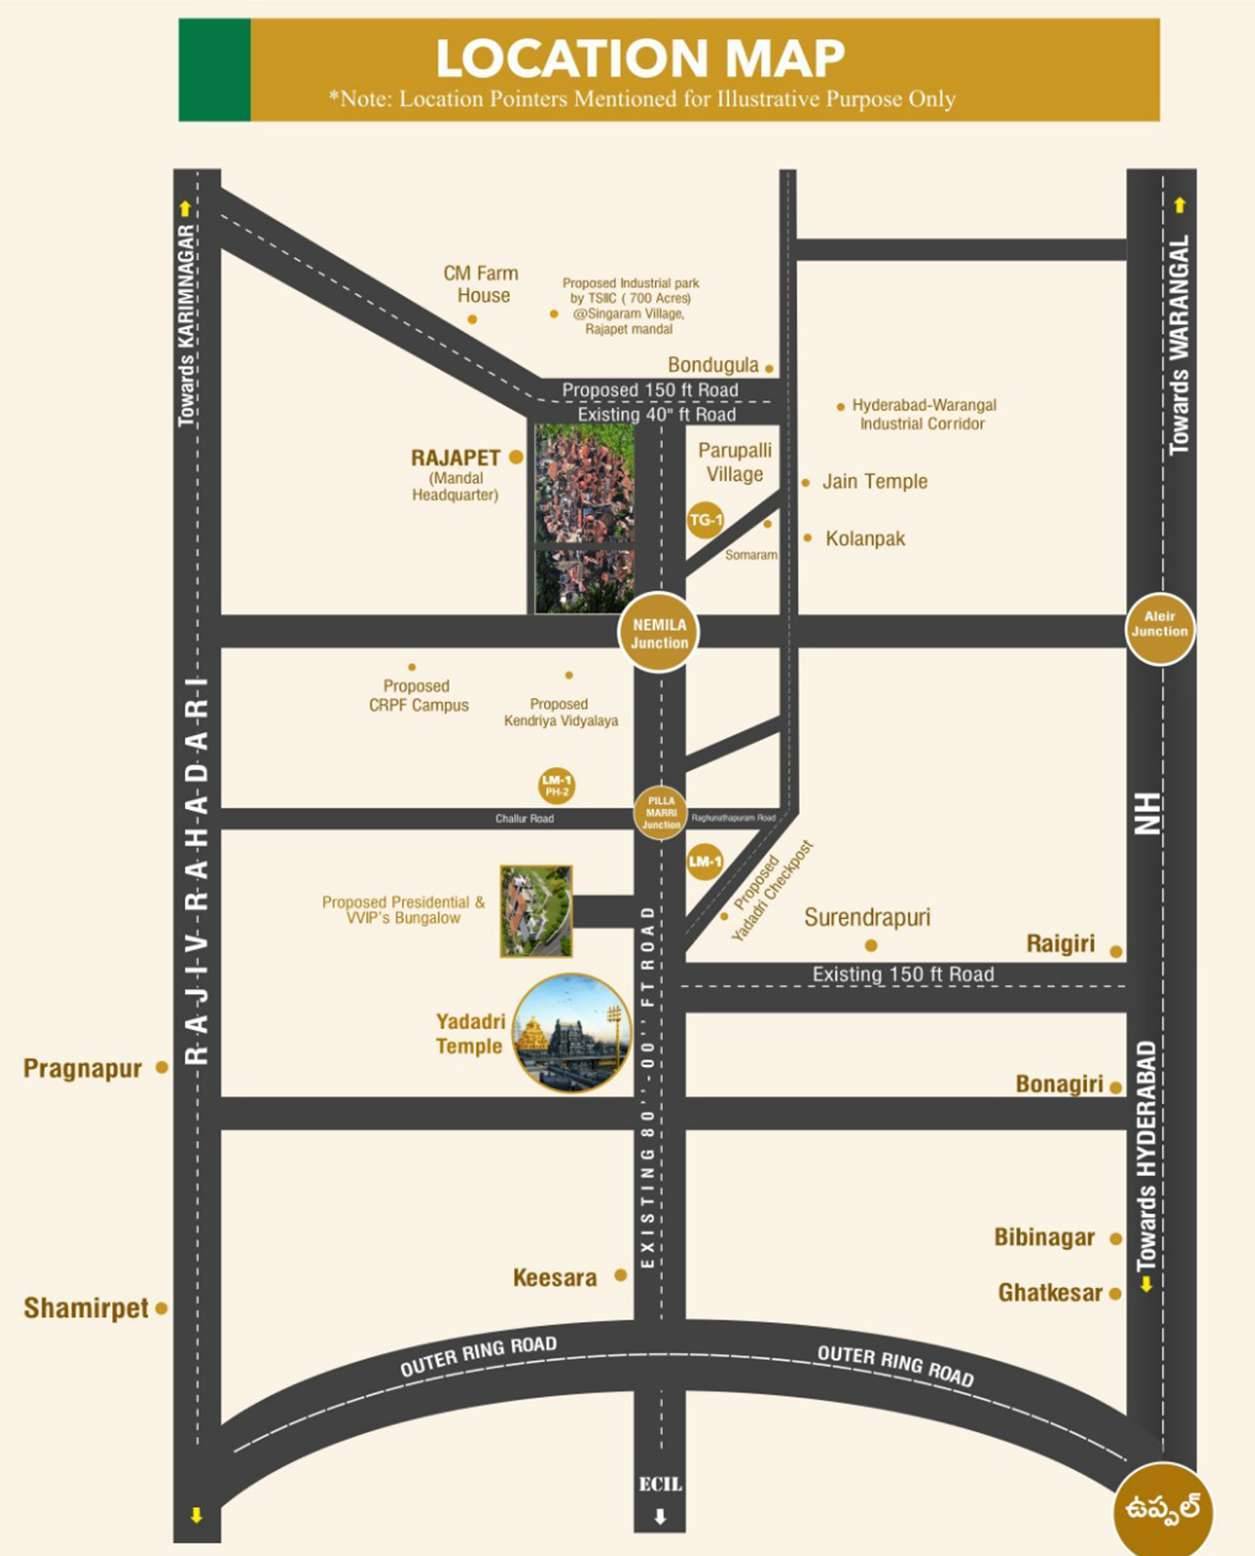 LOCATION MAP
*Note: Location Pointers Mentioned for Illustrative Purpose Only
Towards KARIMNAGAR
Towards WARANGAL
CM Farm
House
Proposed Industrial park
by TSIIC ( 700 Acres)
@Singaram Village,
Rajapet mandal
Bondugula
Proposed 150 ft Road
Existing 40" ft Road
Hyderabad-Warangal
Industrial Corridor
RAJAPET
(Mandal
Headquarter)
Parupalli
Village
Jain Temple
TG-1
Somaram
Kolanpak
NEMILA
Junction
Aleir
Junction
Proposed
CRPF Campus
Proposed
Kendriya Vidyalaya
RAJIV-RAHADARI
LM-1
PH-2
PILLA
MARRI
Junction
Challur Road
Raghunathapuram Road
NH
LM-1
Proposed
Yadadri Checkpost
Proposed Presidential &
VVIP's Bungalow
Surendrapuri
Raigiri
Existing 150 ft Road
EXISTING 80''-00'' FT ROAD
Yadadri
Temple
Pragnapur
Bonagiri
Towards HYDERABAD
Bibinagar
Keesara
Ghatkesar
Shamirpet
OUTER RING ROAD
OUTER RING ROAD
ECIL
ఉప్పల్